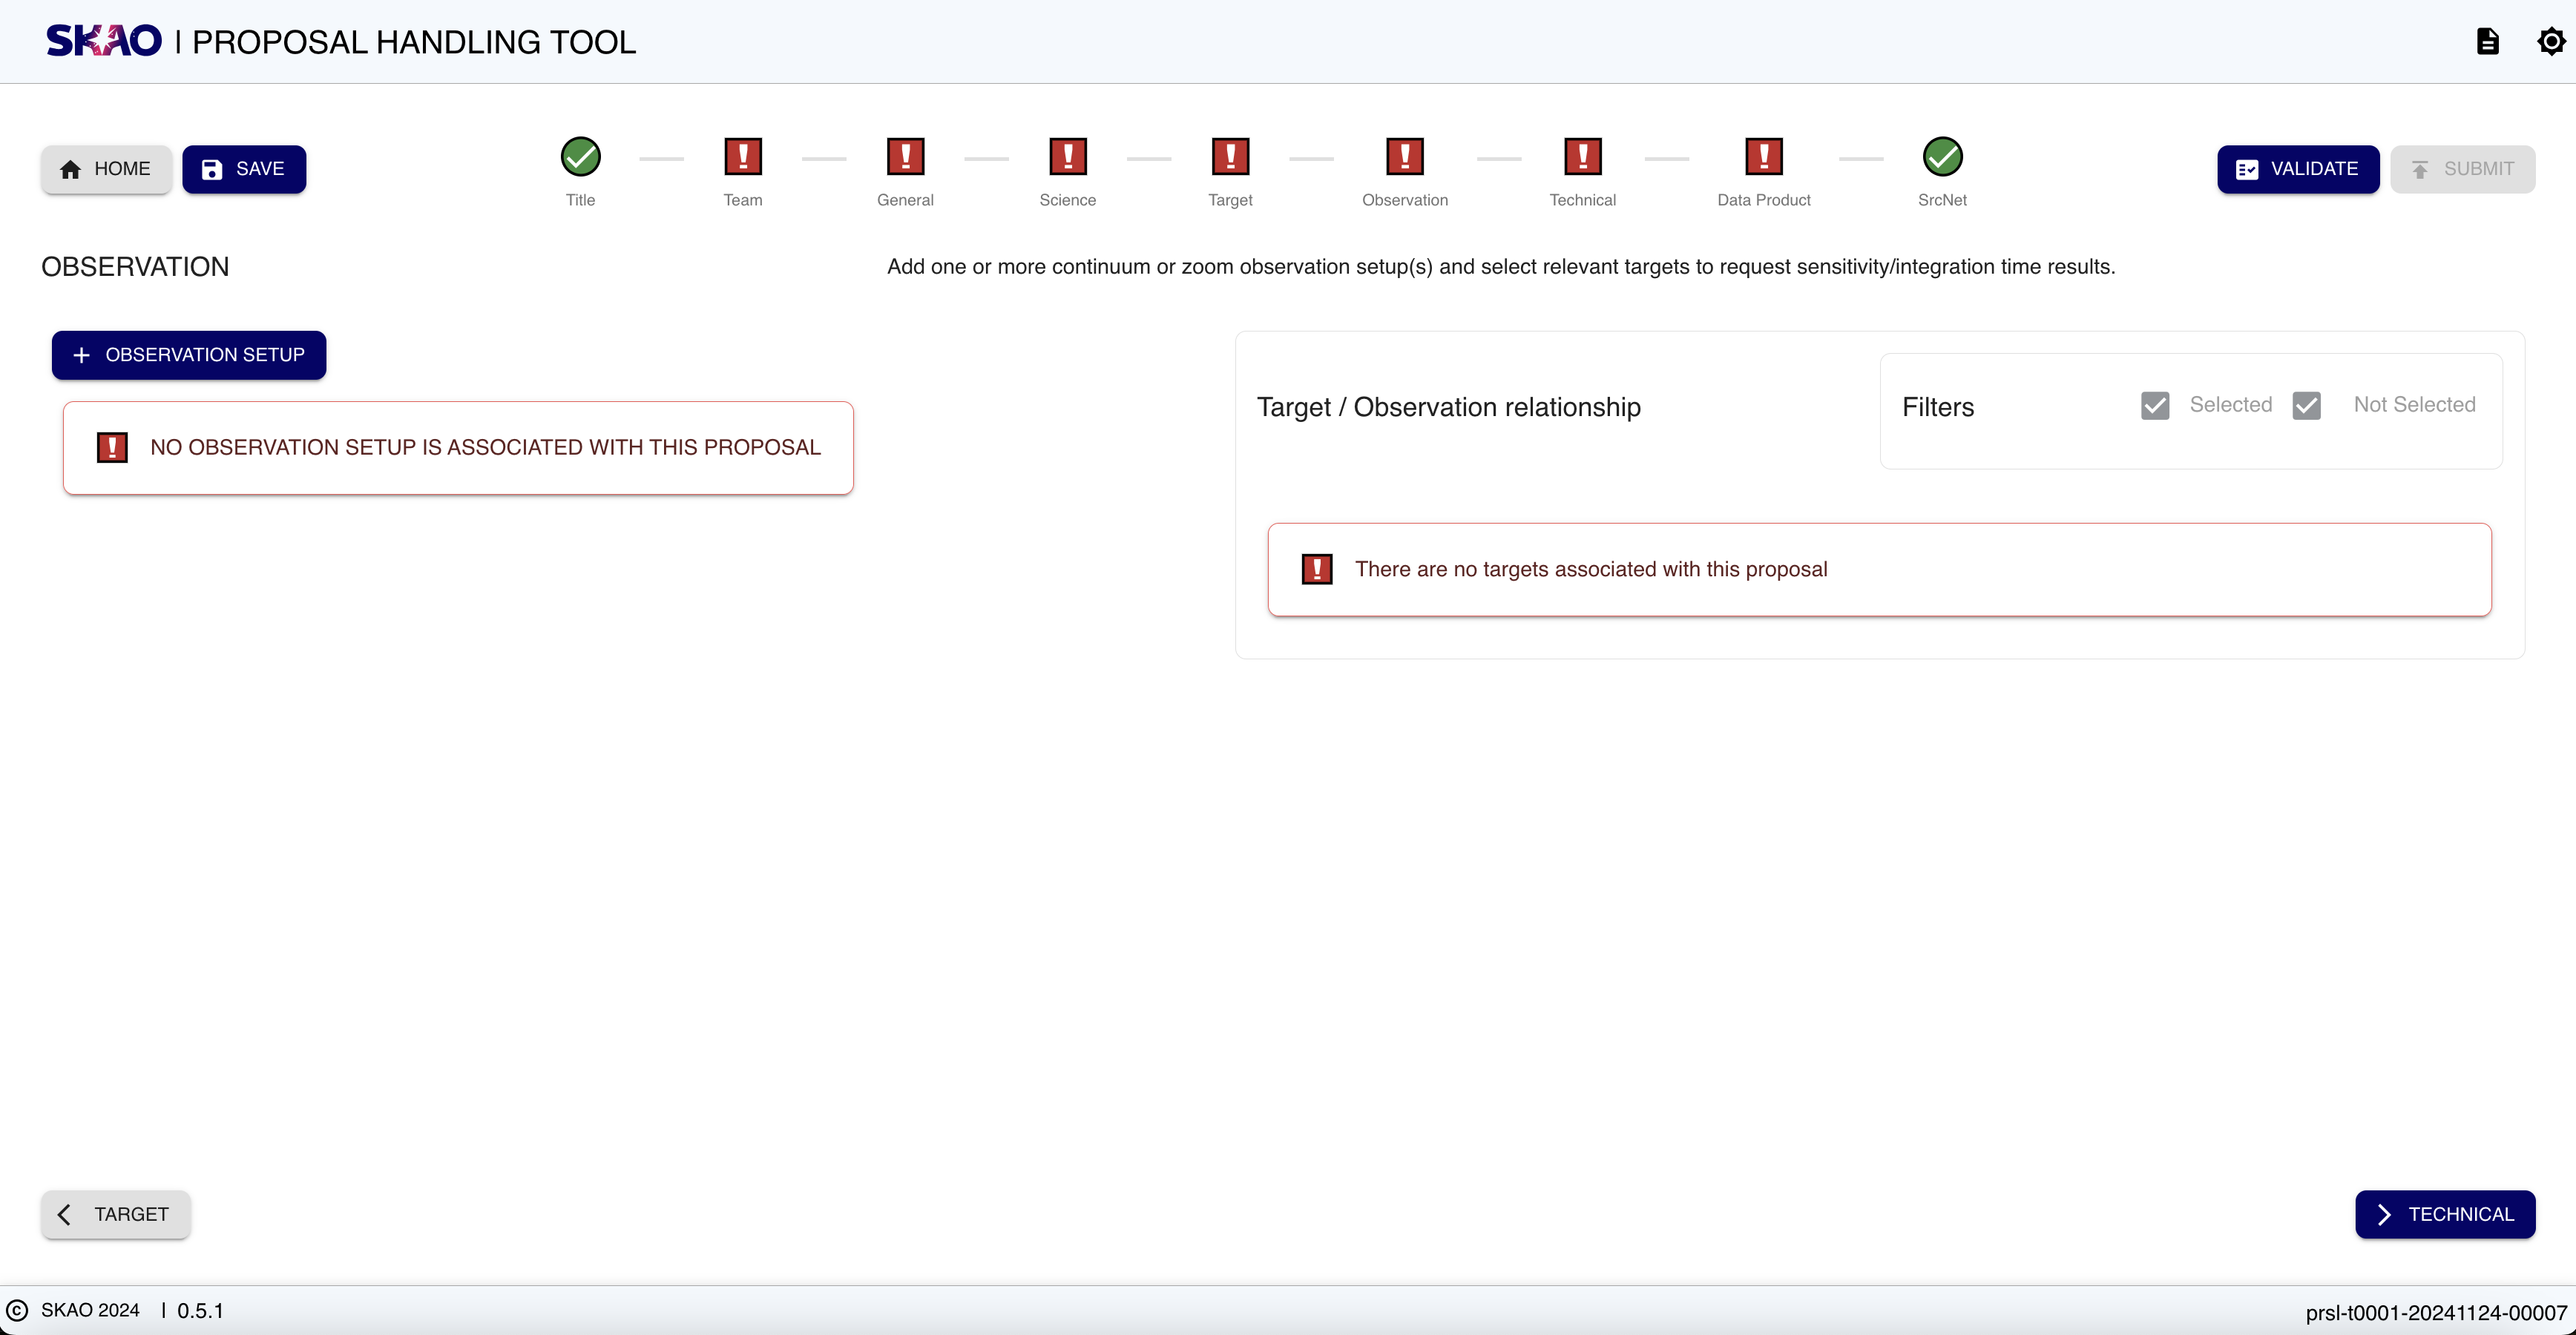 SKAO | PROPOSAL HANDLING TOOL
HOME
SAVE
Title
Team
General
Science
Target
Observation
Technical
Data Product
SrcNet
VALIDATE
SUBMIT
OBSERVATION
Add one or more continuum or zoom observation setup(s) and select relevant targets to request sensitivity/integration time results.
+ OBSERVATION SETUP
NO OBSERVATION SETUP IS ASSOCIATED WITH THIS PROPOSAL
Target / Observation relationship
Filters
Selected
Not Selected
There are no targets associated with this proposal
TARGET
TECHNICAL
© SKAO 2024 | 0.5.1
prsl-t0001-20241124-00007